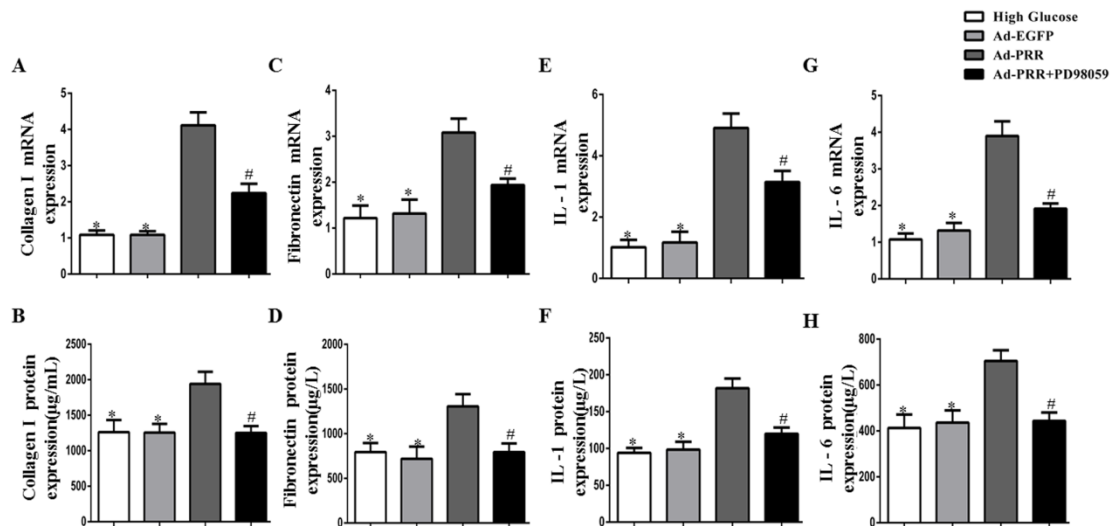 High Glucose
Ad-EGFP
Ad-PRR
Ad-PRR+PD98059
A
Collagen I mRNA
expression
5
4
3
2
1
0
*
*
#
C
Fibronectin mRNA
expression
4
3
2
1
0
*
*
#
E
IL - 1 mRNA
expression
6
4
2
0
*
*
#
G
IL - 6 mRNA
expression
5
4
3
2
1
0
*
*
#
B
Collagen I protein
expression(µg/mL)
2500
2000
1500
1000
500
0
*
*
#
D
Fibronectin protein
expression(µg/L)
2000
1600
1200
800
400
0
*
*
#
F
IL -1 protein
expression(µg/L)
250
200
150
100
50
0
*
*
#
H
IL - 6 protein
expression(µg/L)
800
600
400
200
0
*
*
#